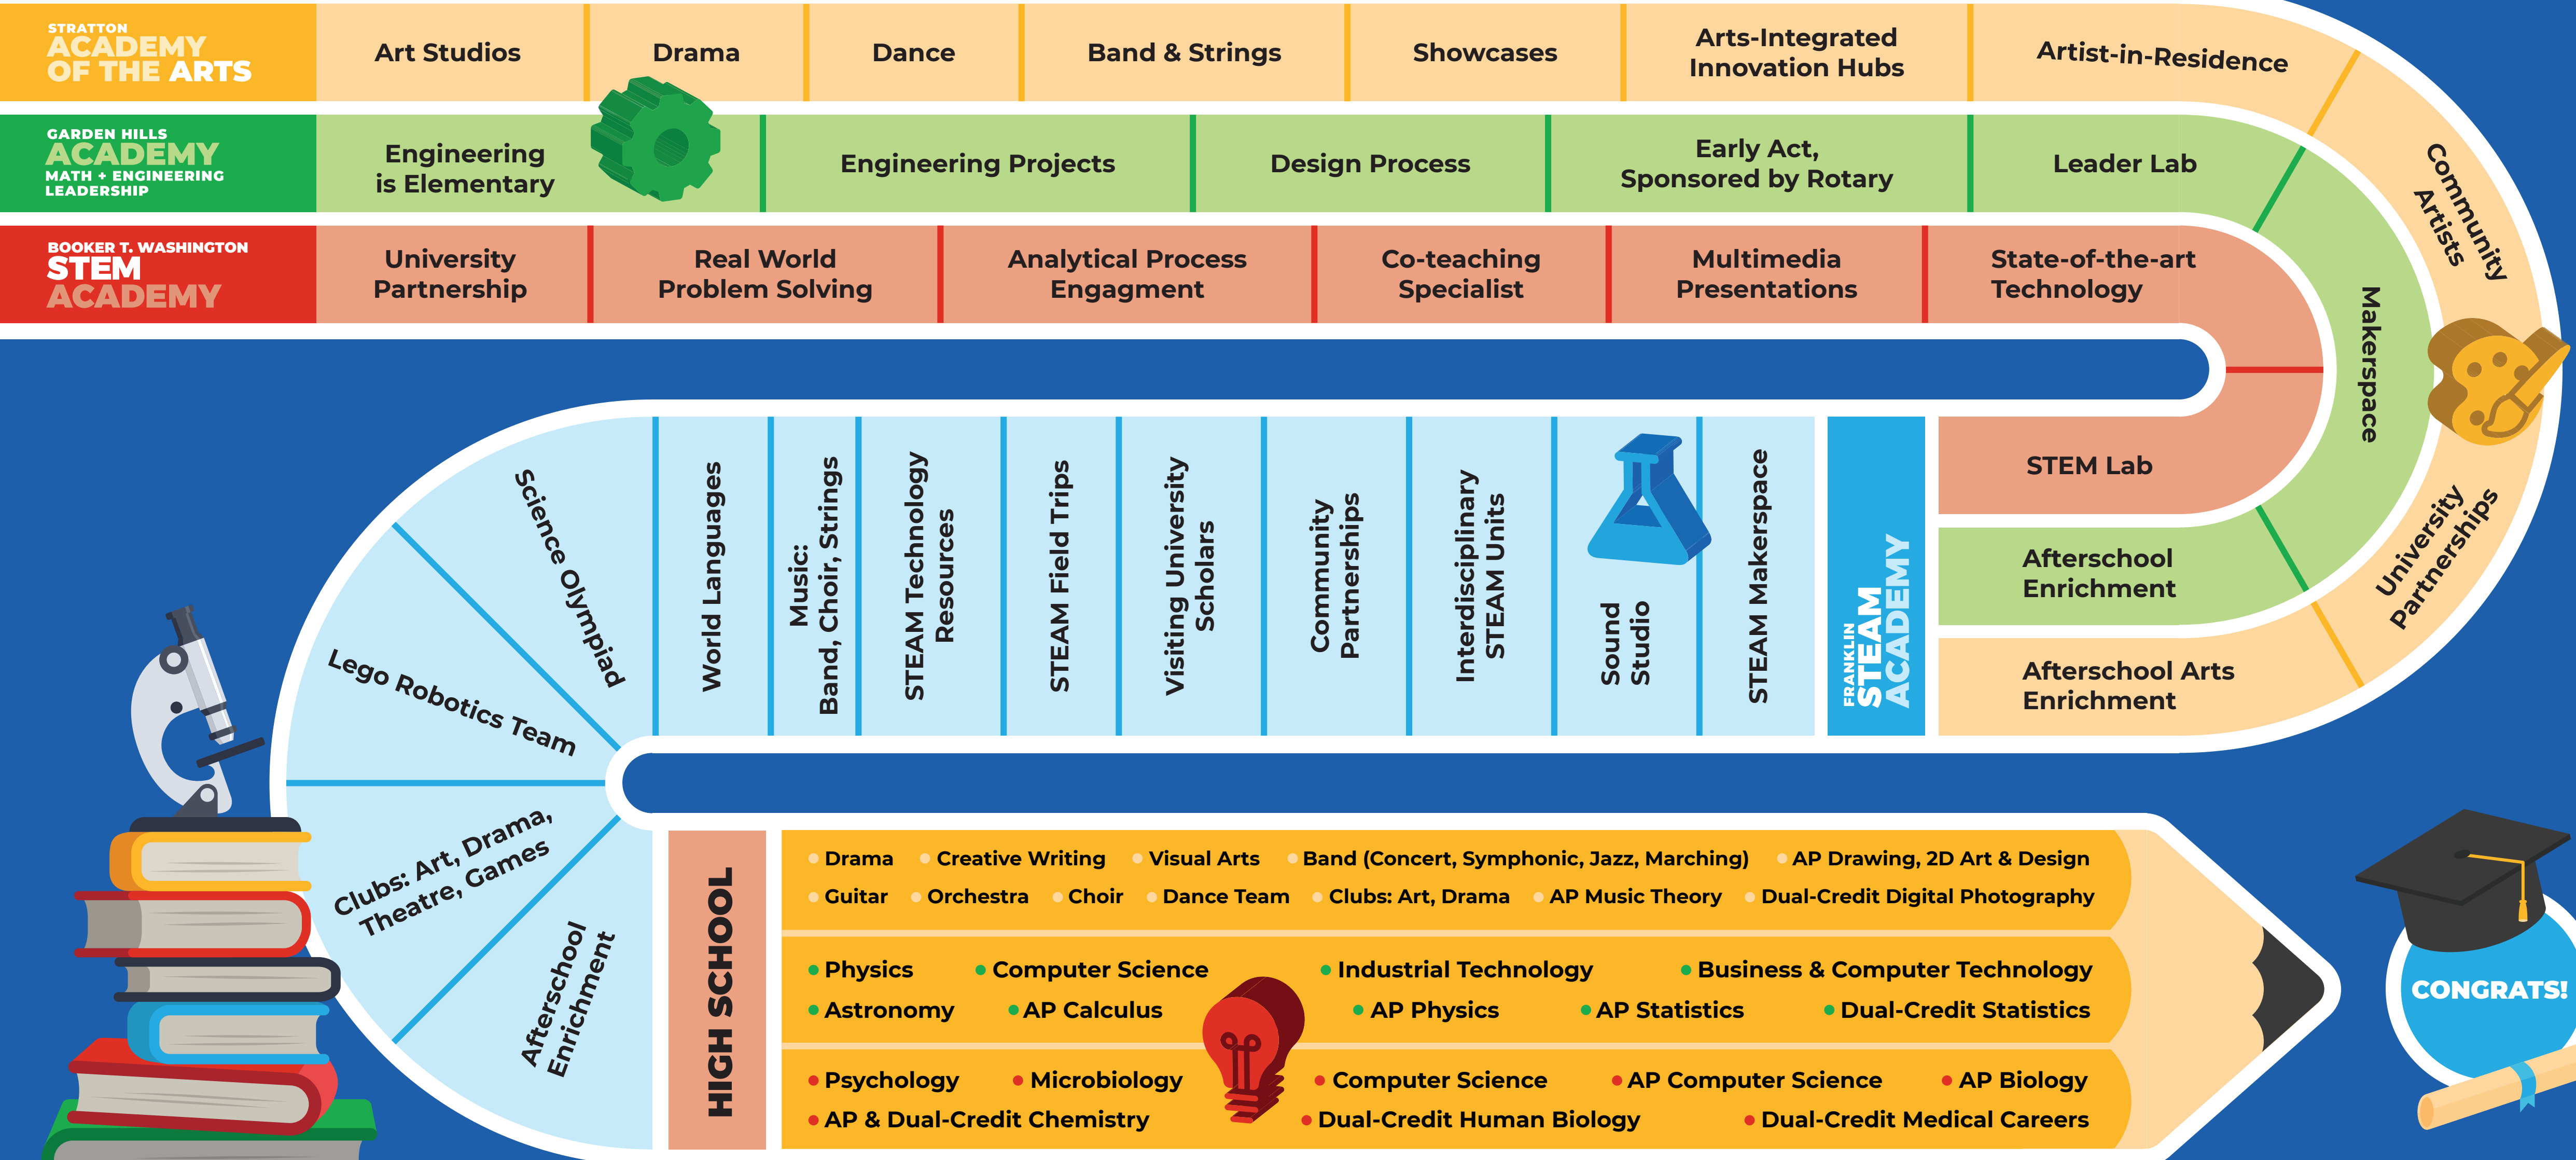 STRATTON
ACADEMY
OF THE ARTS
Art Studios
Drama
Dance
Band & Strings
Showcases
Arts-Integrated
Innovation Hubs
Artist-in-Residence
Community
Artists
University
Partnerships
Afterschool Arts
Enrichment
GARDEN HILLS
ACADEMY
MATH + ENGINEERING
LEADERSHIP
Engineering
is Elementary
Engineering Projects
Design Process
Early Act,
Sponsored by Rotary
Leader Lab
Makerspace
Afterschool
Enrichment
BOOKER T. WASHINGTON
STEM
ACADEMY
University
Partnership
Real World
Problem Solving
Analytical Process
Engagment
Co-teaching
Specialist
Multimedia
Presentations
State-of-the-art
Technology
STEM Lab
FRANKLIN
STEAM
ACADEMY
STEAM Makerspace
Sound
Studio
Interdisciplinary
STEAM Units
Community
Partnerships
Visiting University
Scholars
STEAM Field Trips
STEAM Technology
Resources
Music:
Band, Choir, Strings
World Languages
Science Olympiad
Lego Robotics Team
Clubs: Art, Drama,
Theatre, Games
Afterschool
Enrichment
HIGH SCHOOL
Drama Creative Writing Visual Arts Band (Concert, Symphonic, Jazz, Marching) AP Drawing, 2D Art & Design
Guitar Orchestra Choir Dance Team Clubs: Art, Drama AP Music Theory Dual-Credit Digital Photography
Physics Computer Science Industrial Technology Business & Computer Technology
Astronomy AP Calculus AP Physics AP Statistics Dual-Credit Statistics
Psychology Microbiology Computer Science AP Computer Science AP Biology
AP & Dual-Credit Chemistry Dual-Credit Human Biology Dual-Credit Medical Careers
CONGRATS!